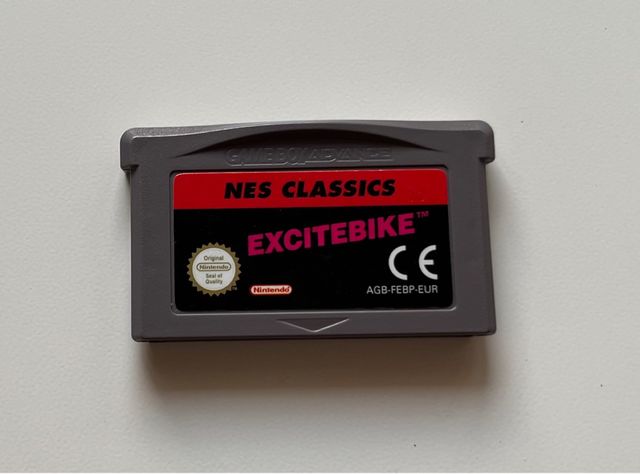 GAME BOY ADVANCE
NES CLASSICS
EXCITEBIKE™
Original
Nintendo
Seal of
Quality
Nintendo
CE
AGB-FEBP-EUR